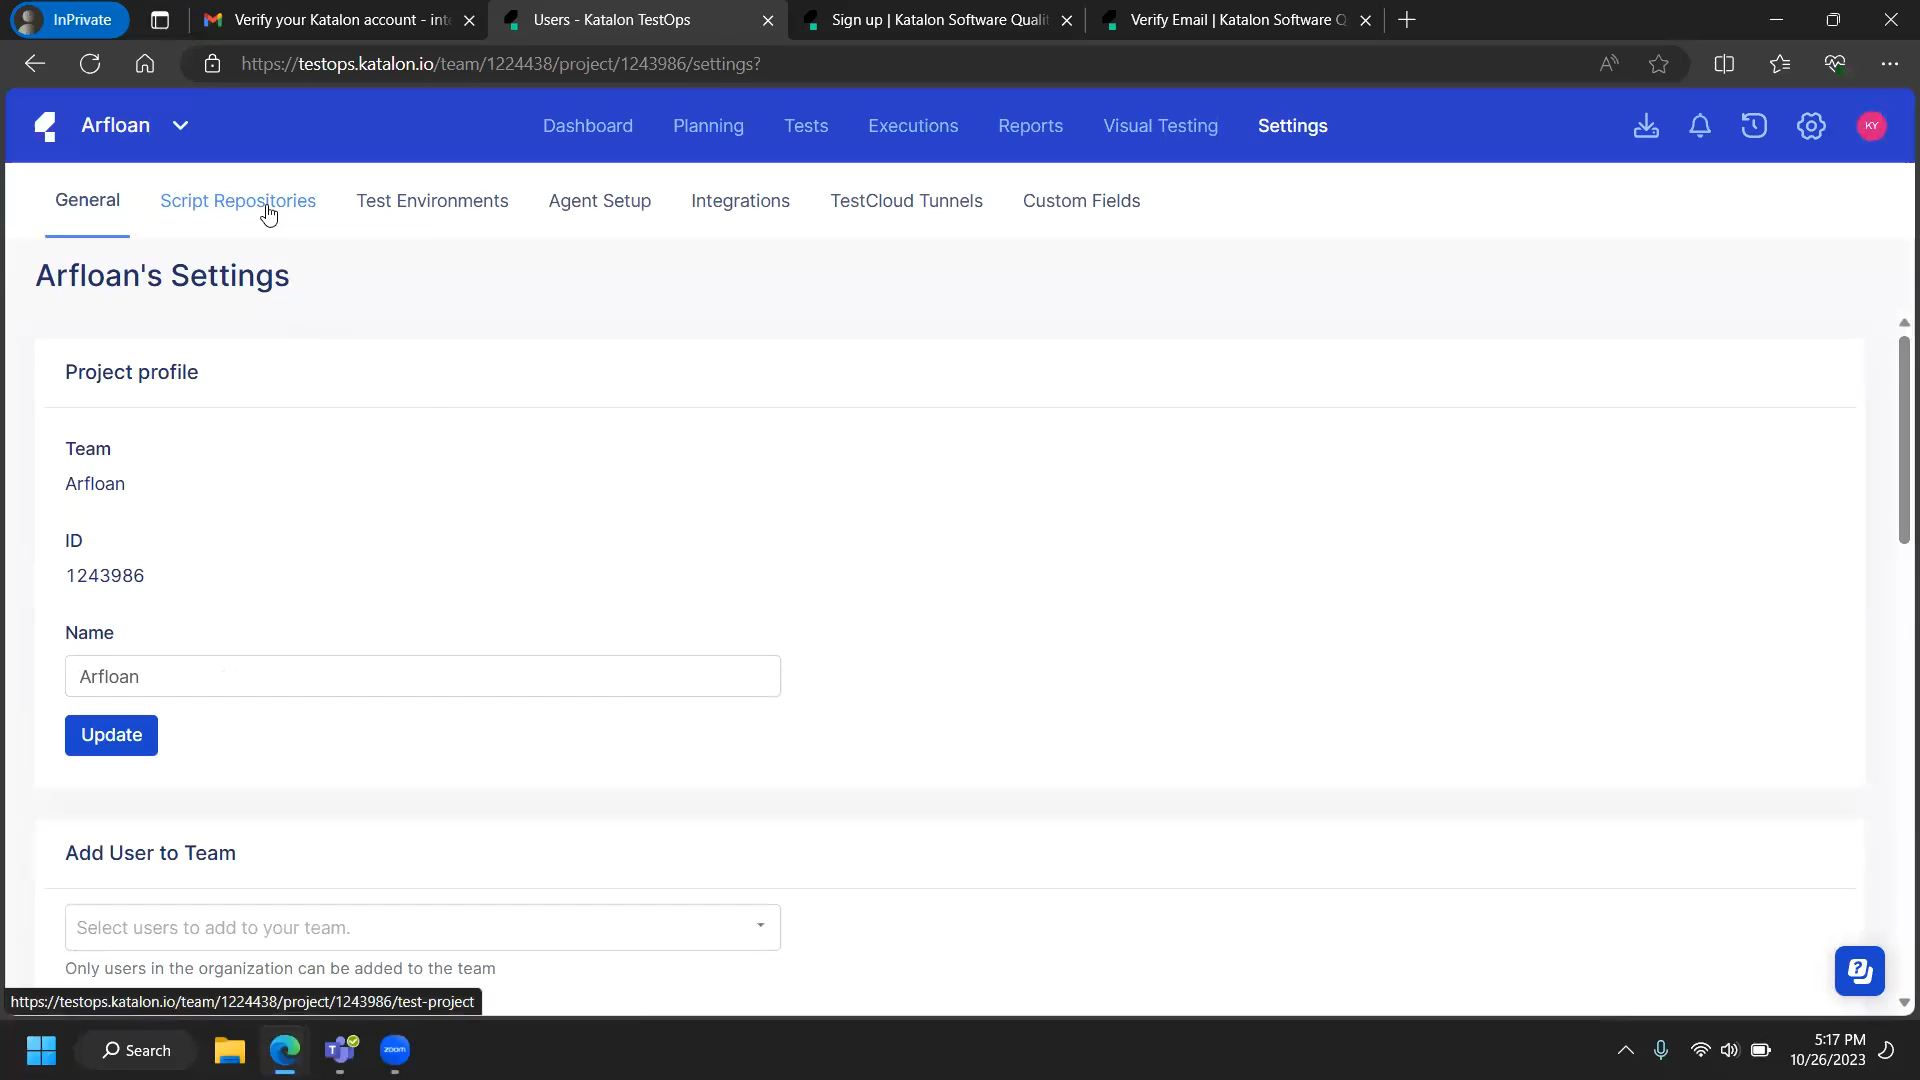 InPrivate
Verify your Katalon account - inte
Users - Katalon TestOps
Sign up | Katalon Software Quali
Verify Email | Katalon Software Q
https://testops.katalon.io/team/1224438/project/1243986/settings?
Arfloan
Dashboard
Planning
Tests
Executions
Reports
Visual Testing
Settings
KY
General
Script Repositories
Test Environments
Agent Setup
Integrations
TestCloud Tunnels
Custom Fields
Arfloan's Settings
Project profile
Team
Arfloan
ID
1243986
Name
Arfloan
Update
Add User to Team
Select users to add to your team.
Only users in the organization can be added to the team
https://testops.katalon.io/team/1224438/project/1243986/test-project
Search
zoom
5:17 PM
10/26/2023